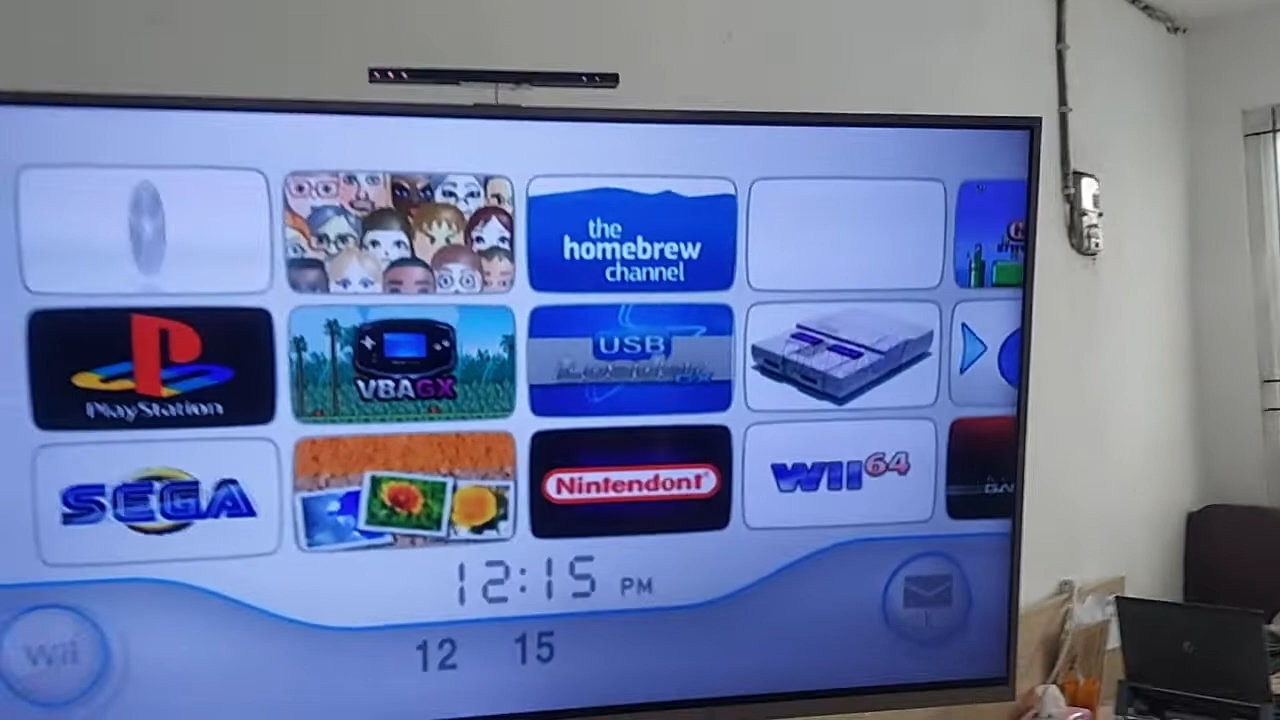 the
homebrew
channel
PlayStation
VBAGX
USB
SEGA
Nintendont
WII64
12:15 PM
Wii
12 15